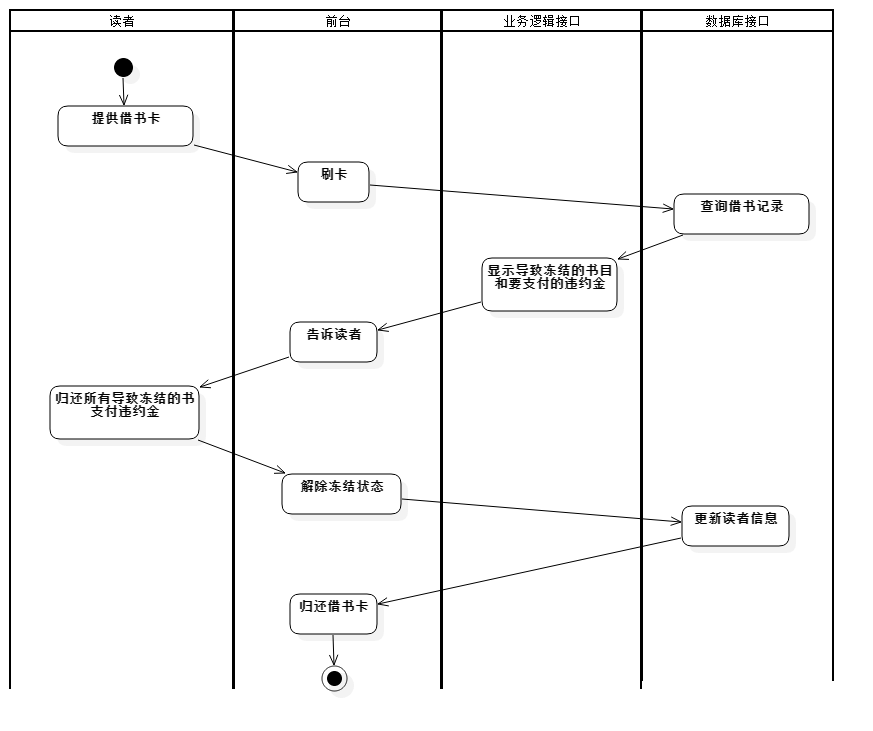 读者
前台
业务逻辑接口
数据库接口
提供借书卡
刷卡
查询借书记录
显示导致冻结的书目
和要支付的违约金
告诉读者
归还所有导致冻结的书
支付违约金
解除冻结状态
更新读者信息
归还借书卡